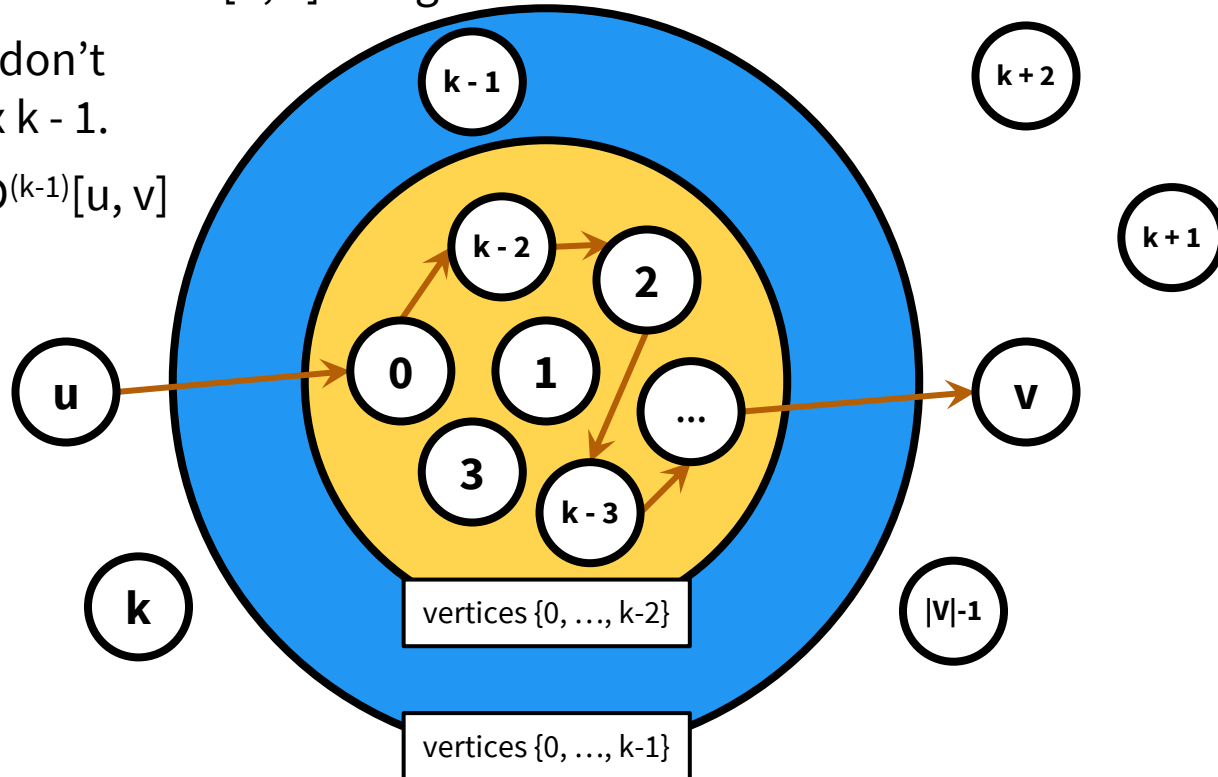 don't
k - 1.
(k-1)[u, v]
k - 1
k + 2
k + 1
k - 2
2
0
1
...
u
v
3
k - 3
k
|V|-1
vertices {0, …, k-2}
vertices {0, …, k-1}